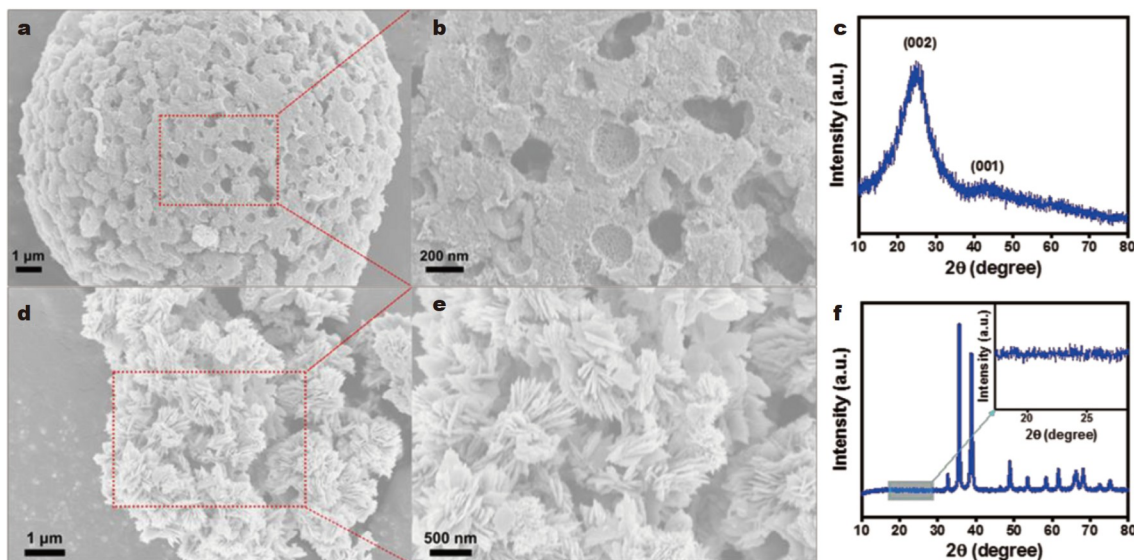 a
1 μm
b
200 nm
c
(002)
(001)
Intensity (a.u.)
10 20 30 40 50 60 70 80
2θ (degree)
d
1 μm
e
500 nm
f
Intensity (a.u.)
Intensity (a.u.)
20 25
2θ (degree)
10 20 30 40 50 60 70 80
2θ (degree)